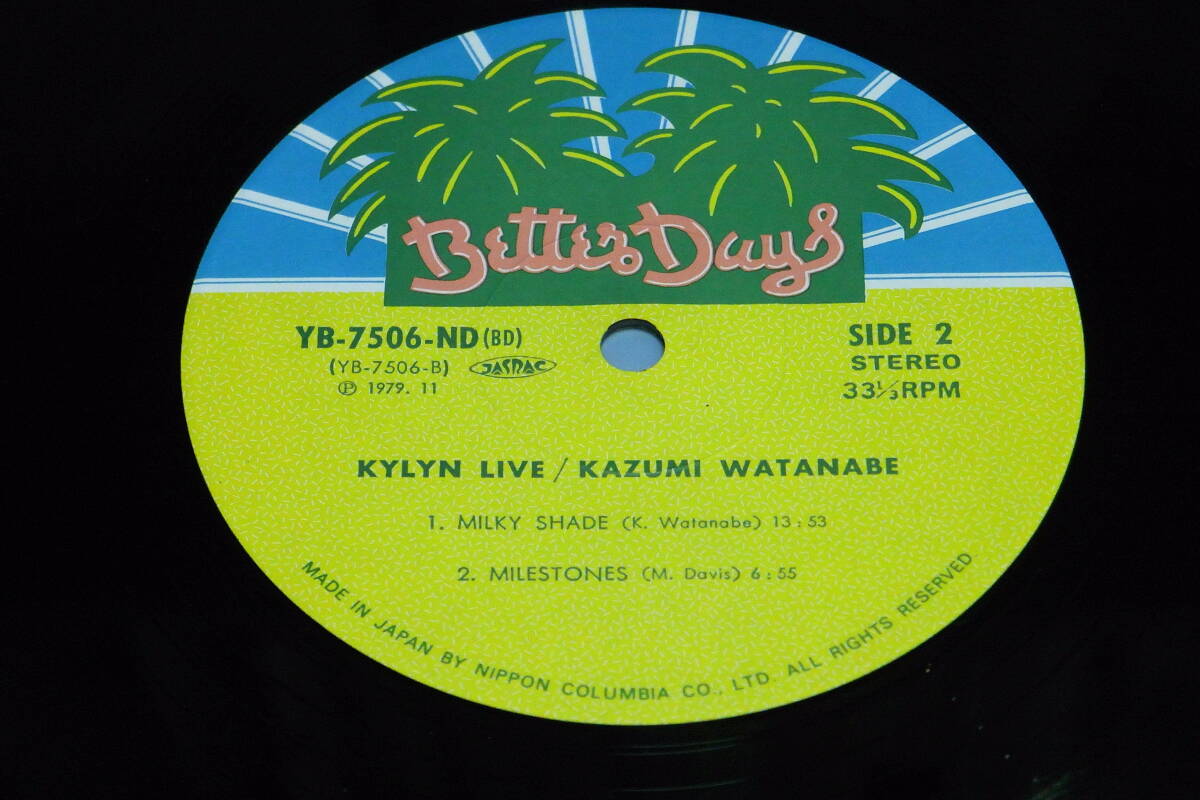 Better Days
YB-7506-ND (BD)
(YB-7506-B) JASRAC
Ⓟ 1979. 11
SIDE 2
STEREO
33⅓RPM
KYLYN LIVE / KAZUMI WATANABE
1. MILKY SHADE (K. Watanabe) 13:53
2. MILESTONES (M. Davis) 6:55
MADE IN JAPAN BY NIPPON COLUMBIA CO., LTD. ALL RIGHTS RESERVED